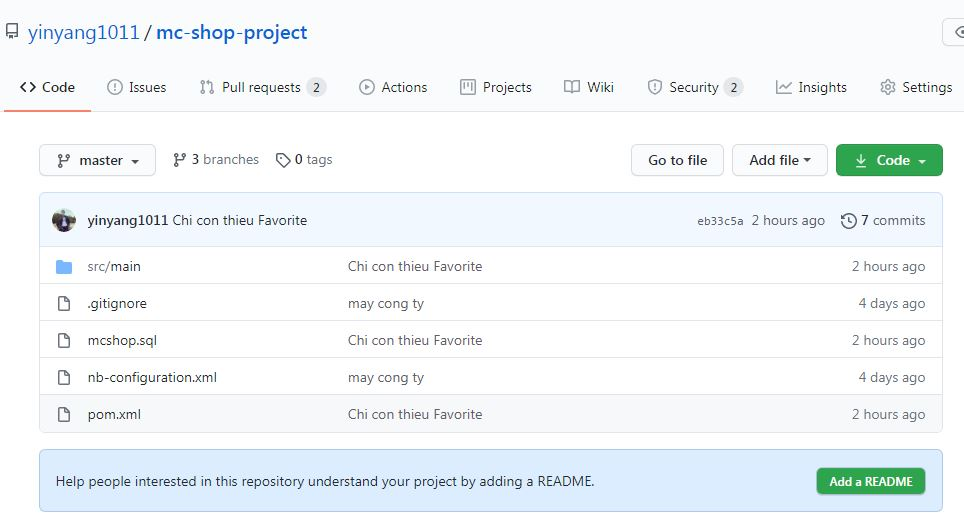 yinyang1011 / mc-shop-project
Code Issues Pull requests 2 Actions Projects Wiki Security 2 Insights Settings
master 3 branches 0 tags Go to file Add file Code
yinyang1011 Chi con thieu Favorite eb33c5a 2 hours ago 7 commits
src/main Chi con thieu Favorite 2 hours ago
.gitignore may cong ty 4 days ago
mcshop.sql Chi con thieu Favorite 2 hours ago
nb-configuration.xml may cong ty 4 days ago
pom.xml Chi con thieu Favorite 2 hours ago
Help people interested in this repository understand your project by adding a README. Add a README